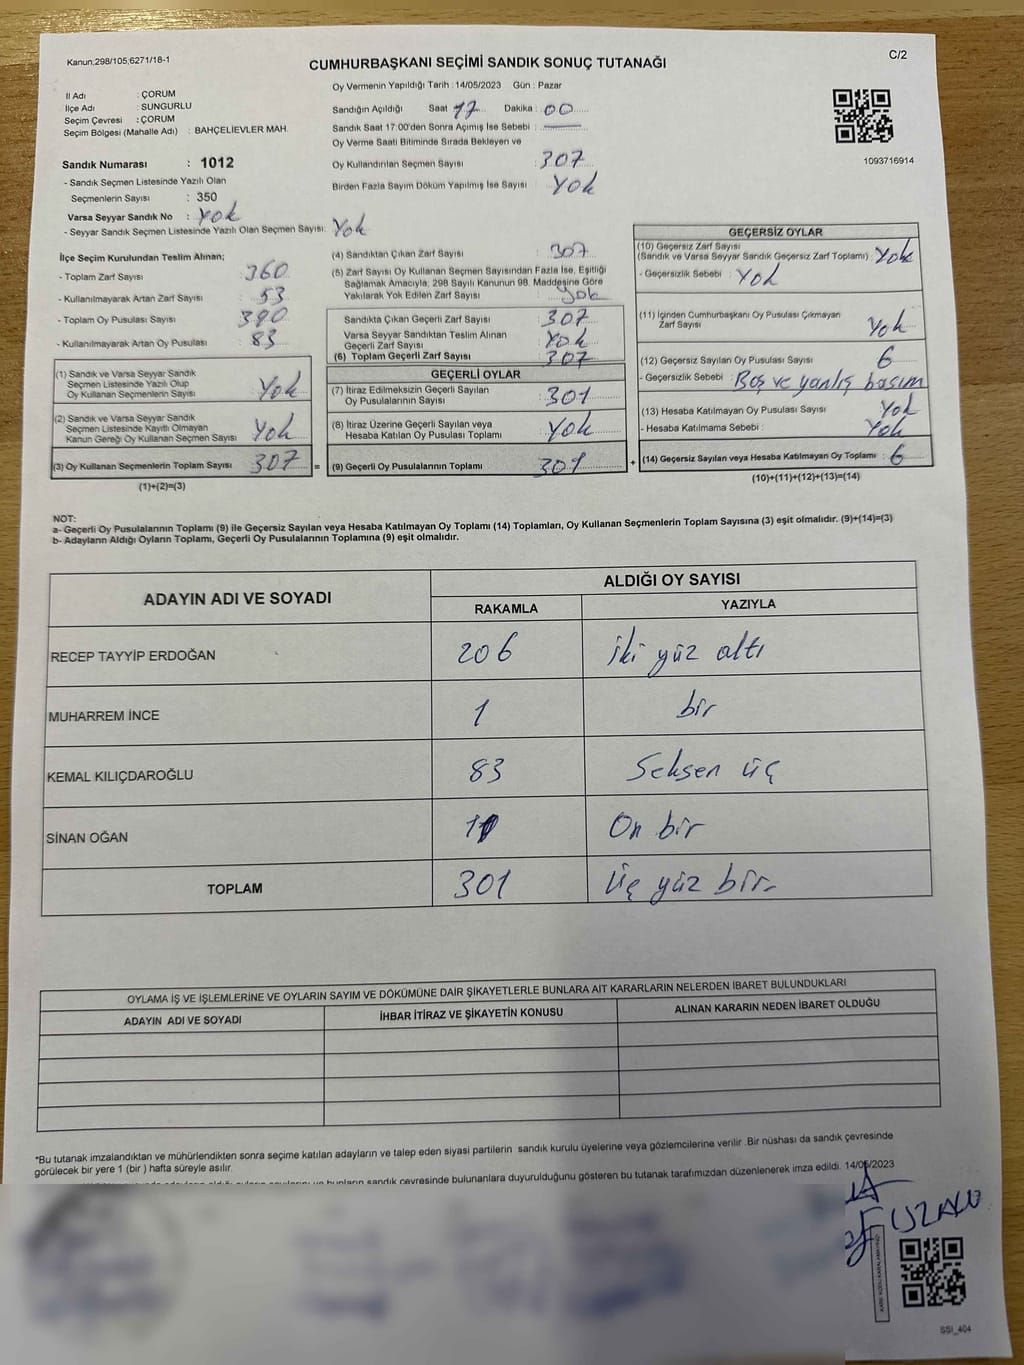 Kanun;298/105;6271/18-1
C/2
CUMHURBAŞKANI SEÇİMİ SANDIK SONUÇ TUTANAĞI
İl Adı : ÇORUM
İlçe Adı : SUNGURLU
Seçim Çevresi : ÇORUM
Seçim Bölgesi (Mahalle Adı) : BAHÇELİEVLER MAH.
Sandık Numarası : 1012
- Sandık Seçmen Listesinde Yazılı Olan
Seçmenlerin Sayısı : 350
Varsa Seyyar Sandık No : Yok
- Seyyar Sandık Seçmen Listesinde Yazılı Olan Seçmen Sayısı: Yok
Oy Vermenin Yapıldığı Tarih : 14/05/2023 Gün : Pazar
Sandığın Açıldığı Saat 17 Dakika : 00
Sandık Saat 17:00'den Sonra Açımış İse Sebebi :
Oy Verme Saati Bitiminde Sırada Bekleyen ve
Oy Kullandırılan Seçmen Sayısı : 307
Birden Fazla Sayım Döküm Yapılmış İse Sayısı : Yok
1093716914
İlçe Seçim Kurulundan Teslim Alınan;
- Toplam Zarf Sayısı : 360
- Kullanılmayarak Artan Zarf Sayısı : 53
- Toplam Oy Pusulası Sayısı : 390
- Kullanılmayarak Artan Oy Pusulası : 83
(1) Sandık ve Varsa Seyyar Sandık
Seçmen Listesinde Yazılı Olup
Oy Kullanan Seçmenlerin Sayısı : Yok
(2) Sandık ve Varsa Seyyar Sandık
Seçmen Listesinde Kayıtlı Olmayan
Kanun Gereği Oy Kullanan Seçmen Sayısı : Yok
(3) Oy Kullanan Seçmenlerin Toplam Sayısı : 307 =
(1)+(2)=(3)
(4) Sandıktan Çıkan Zarf Sayısı : 307
(5) Zarf Sayısı Oy Kullanan Seçmen Sayısından Fazla İse, Eşitliği
Sağlamak Amacıyla; 298 Sayılı Kanunun 98. Maddesine Göre
Yakılarak Yok Edilen Zarf Sayısı : Yok
Sandıkta Çıkan Geçerli Zarf Sayısı : 307
Varsa Seyyar Sandıktan Teslim Alınan
Geçerli Zarf Sayısı : Yok
(6) Toplam Geçerli Zarf Sayısı : 307
GEÇERLİ OYLAR
(7) İtiraz Edilmeksizin Geçerli Sayılan
Oy Pusulalarının Sayısı : 301
(8) İtiraz Üzerine Geçerli Sayılan veya
Hesaba Katılan Oy Pusulası Toplamı : Yok
(9) Geçerli Oy Pusulalarının Toplamı : 301 +
GEÇERSİZ OYLAR
(10) Geçersiz Zarf Sayısı
(Sandık ve Varsa Seyyar Sandık Geçersiz Zarf Toplamı) : Yok
- Geçersizlik Sebebi : Yok
(11) İçinden Cumhurbaşkanı Oy Pusulası Çıkmayan
Zarf Sayısı : Yok
(12) Geçersiz Sayılan Oy Pusulası Sayısı : 6
- Geçersizlik Sebebi : Boş ve yanlış basım
(13) Hesaba Katılmayan Oy Pusulası Sayısı : Yok
- Hesaba Katılmama Sebebi : Yok
(14) Geçersiz Sayılan veya Hesaba Katılmayan Oy Toplamı : 6
(10)+(11)+(12)+(13)=(14)
NOT:
a- Geçerli Oy Pusulalarının Toplamı (9) ile Geçersiz Sayılan veya Hesaba Katılmayan Oy Toplamı (14) Toplamları, Oy Kullanan Seçmenlerin Toplam Sayısına (3) eşit olmalıdır. (9)+(14)=(3)
b- Adayların Aldığı Oyların Toplamı, Geçerli Oy Pusulalarının Toplamına (9) eşit olmalıdır.
ADAYIN ADI VE SOYADI
ALDIĞI OY SAYISI
RAKAMLA YAZIYLA
RECEP TAYYİP ERDOĞAN 206 iki yüz altı
MUHARREM İNCE 1 bir
KEMAL KILIÇDAROĞLU 83 Seksen üç
SİNAN OĞAN 11 On bir
TOPLAM 301 Üç yüz bir
OYLAMA İŞ VE İŞLEMLERİNE VE OYLARIN SAYIM VE DÖKÜMÜNE DAİR ŞİKAYETLERLE BUNLARA AİT KARARLARIN NELERDEN İBARET BULUNDUKLARI
ADAYIN ADI VE SOYADI İHBAR İTİRAZ VE ŞİKAYETİN KONUSU ALINAN KARARIN NEDEN İBARET OLDUĞU
*Bu tutanak imzalandıktan ve mühürlendikten sonra seçime katılan adayların ve talep eden siyasi partilerin sandık kurulu üyelerine veya gözlemcilerine verilir .Bir nüshası da sandık çevresinde
görülecek bir yere 1 (bir ) hafta süreyle asılır.
sandık çevresinde bulunanlara duyurulduğunu gösteren bu tutanak tarafımızdan düzenlenerek imza edildi. 14/05/2023
SSI_404